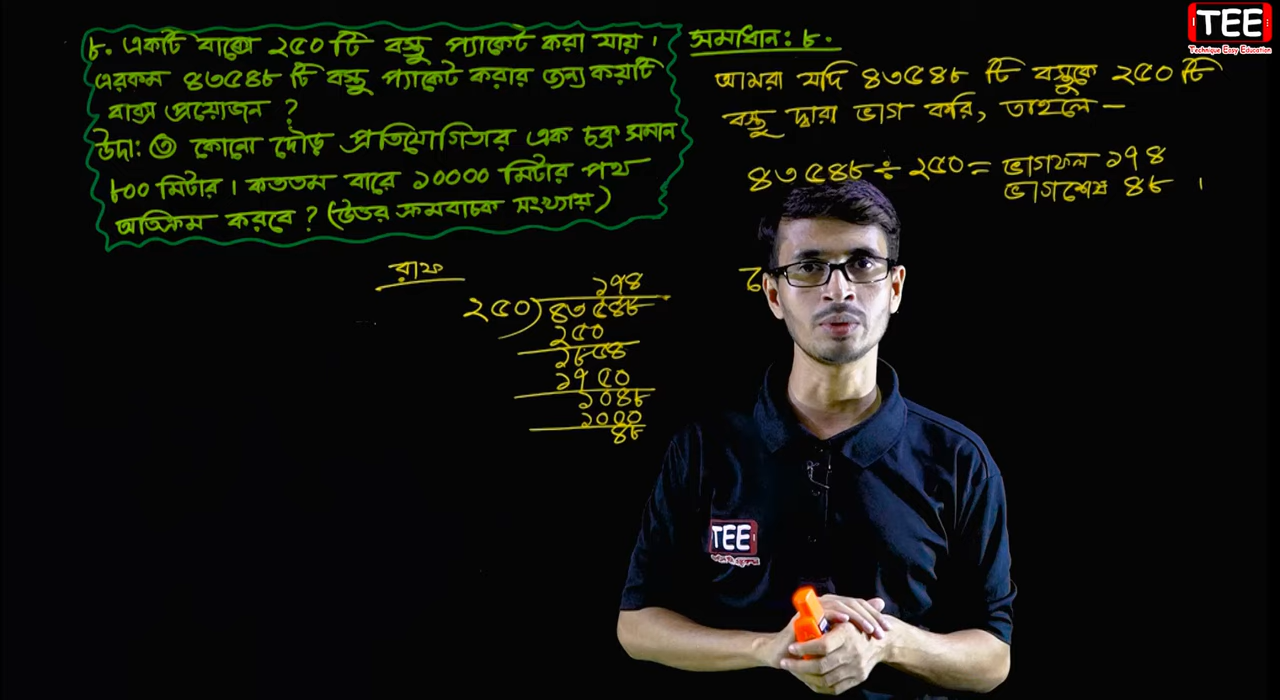 ৮. একটি বাক্সে ২৫০ টি বস্তু প্যাকেট করা যায়।
এরকম ৪৩৫৪৮ টি বস্তু প্যাকেট করার জন্য কয়টি
বাক্স প্রয়োজন ?
উদা: ৩ কোনো দৌড় প্রতিযোগিতার এক চক্র সমান
৮০০ মিটার। কততম বারে ১০০০০ মিটার পথ
অতিক্রম করবে ? (উত্তর ক্রমবাচক সংখ্যায়)
সমাধান: ৮.
আমরা যদি ৪৩৫৪৮ টি বস্তুকে ২৫০ টি
বস্তু দ্বারা ভাগ করি, তাহলে –
৪৩৫৪৮ ÷ ২৫০ = ভাগফল ১৭৪
ভাগশেষ ৪৮ ।
রাফ
১৭৪
২৫০) ৪৩৫৪৮
২৫০
১৮৫৪
১৭৫০
১০৪৮
১০০০
৪৮
TEE
Technique Easy Education
TEE